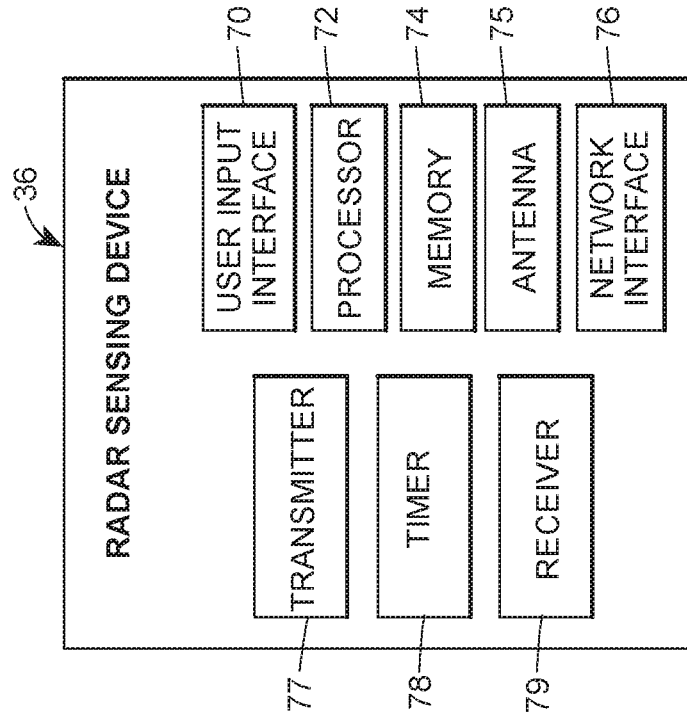 36
RADAR SENSING DEVICE
USER INPUT
INTERFACE
70
PROCESSOR
72
MEMORY
74
ANTENNA
75
NETWORK
INTERFACE
76
TRANSMITTER
77
TIMER
78
RECEIVER
79